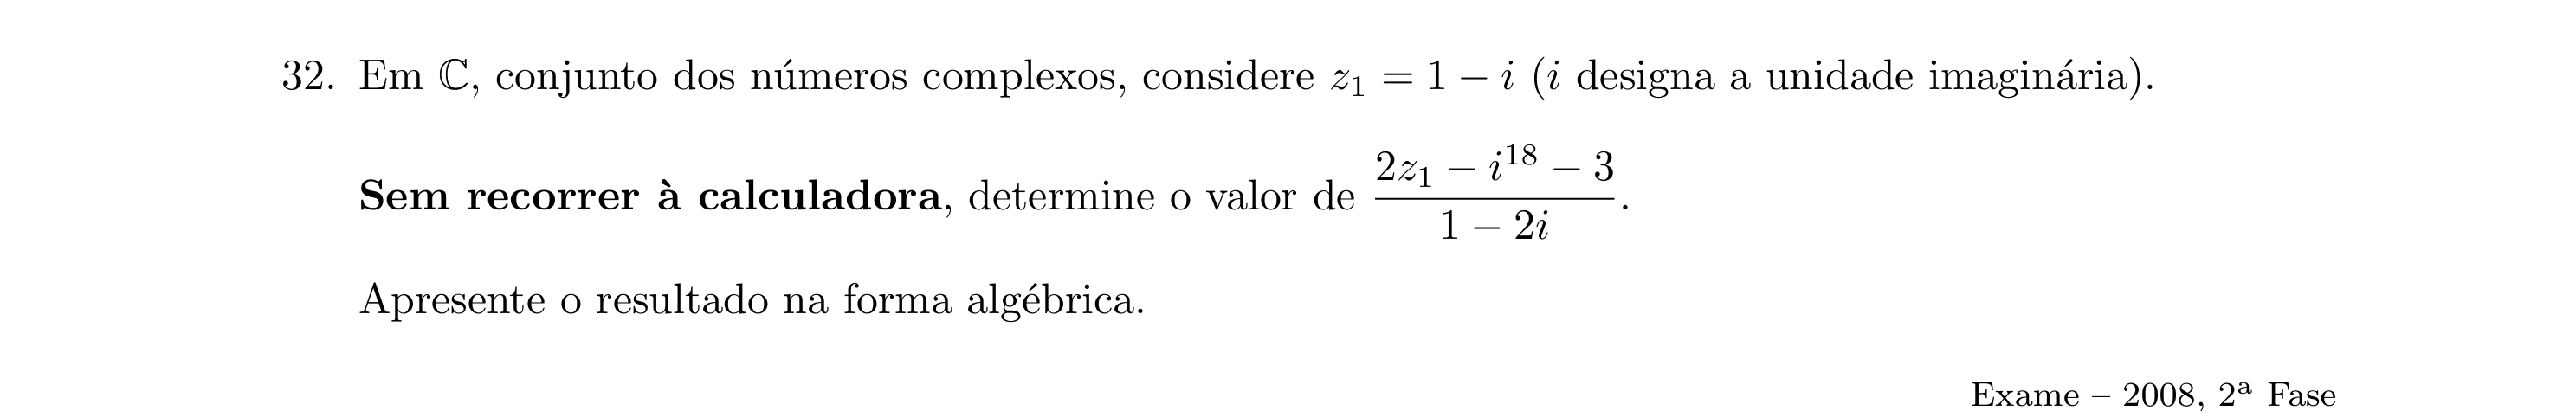 32. Em ℂ, conjunto dos números complexos, considere $z_1 = 1 - i$ ($i$ designa a unidade imaginária).
Sem recorrer à calculadora, determine o valor de $\frac{2z_1 - i^{18} - 3}{1 - 2i}$.
Apresente o resultado na forma algébrica.
Exame – 2008, 2ª Fase